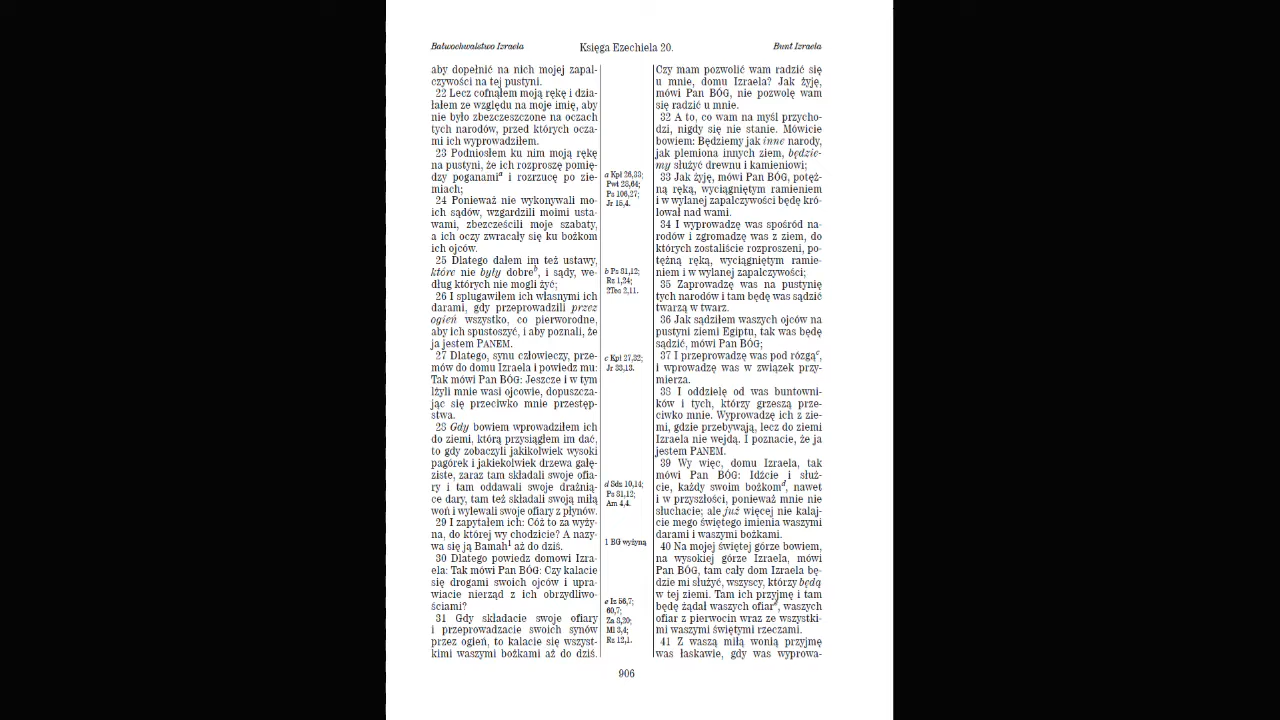 Bałwochwalstwo Izraela
Księga Ezechiela 20.
Bunt Izraela
aby dopełnić na nich mojej zapal-
czywości na tej pustyni.
22 Lecz cofnąłem moją rękę i dzia-
łałem ze względu na moje imię, aby
nie było zbezczeszczone na oczach
tych narodów, przed których ocza-
mi ich wyprowadziłem.
23 Podniosłem ku nim moją rękę
na pustyni, że ich rozproszę pomię-
dzy poganamiᵃ i rozrzucę po zie-
miach;
24 Ponieważ nie wykonywali mo-
ich sądów, wzgardzili moimi usta-
wami, zbezcześcili moje szabaty,
a ich oczy zwracały się ku bożkom
ich ojców.
25 Dlatego dałem im też ustawy,
które nie były dobreᵇ, i sądy, we-
dług których nie mogli żyć;
26 I splugawiłem ich własnymi ich
darami, gdy przeprowadzili przez
ogień wszystko, co pierworodne,
aby ich spustoszyć, i aby poznali, że
ja jestem PANEM.
27 Dlatego, synu człowieczy, prze-
mów do domu Izraela i powiedz mu:
Tak mówi Pan BÓG: Jeszcze i w tym
lżyli mnie wasi ojcowie, dopuszcza-
jąc się przeciwko mnie przestęp-
stwa.
28 Gdy bowiem wprowadziłem ich
do ziemi, którą przysiągłem im dać,
to gdy zobaczyli jakikolwiek wysoki
pagórek i jakiekolwiek drzewa gałę-
ziste, zaraz tam składali swoje ofia-
ry i tam oddawali swoje drażnią-
ce dary, tam też składali swoją miłą
woń i wylewali swoje ofiary z płynów.
29 I zapytałem ich: Cóż to za wyży-
na, do której wy chodzicie? A nazy-
wa się ją Bamah¹ aż do dziś.
30 Dlatego powiedz domowi Izra-
ela: Tak mówi Pan BÓG: Czy kalacie
się drogami swoich ojców i upra-
wiacie nierząd z ich obrzydliwo-
ściami?
31 Gdy składacie swoje ofiary
i przeprowadzacie swoich synów
przez ogień, to kalacie się wszyst-
kimi waszymi bożkami aż do dziś.
a Kpł 26,33;
Pwt 28,64;
Ps 106,27;
Jr 15,4.
b Ps 81,12;
Rz 1,24;
2Tes 2,11.
c Kpł 27,32;
Jr 33,13.
d Sdz 10,14;
Ps 81,12;
Am 4,4.
1 BG wyżyną
e Iz 56,7;
60,7;
Za 8,20;
Ml 3,4;
Rz 12,1.
Czy mam pozwolić wam radzić się
u mnie, domu Izraela? Jak żyję,
mówi Pan BÓG, nie pozwolę wam
się radzić u mnie.
32 A to, co wam na myśl przycho-
dzi, nigdy się nie stanie. Mówicie
bowiem: Będziemy jak inne narody,
jak plemiona innych ziem, będzie-
my służyć drewnu i kamieniowi;
33 Jak żyję, mówi Pan BÓG, potęż-
ną ręką, wyciągniętym ramieniem
i w wylanej zapalczywości będę kró-
lował nad wami.
34 I wyprowadzę was spośród na-
rodów i zgromadzę was z ziem, do
których zostaliście rozproszeni, po-
tężną ręką, wyciągniętym ramie-
niem i w wylanej zapalczywości;
35 Zaprowadzę was na pustynię
tych narodów i tam będę was sądzić
twarzą w twarz.
36 Jak sądziłem waszych ojców na
pustyni ziemi Egiptu, tak was będę
sądzić, mówi Pan BÓG;
37 I przeprowadzę was pod rózgąᶜ,
i wprowadzę was w związek przy-
mierza.
38 I oddzielę od was buntowni-
ków i tych, którzy grzeszą prze-
ciwko mnie. Wyprowadzę ich z zie-
mi, gdzie przebywają, lecz do ziemi
Izraela nie wejdą. I poznacie, że ja
jestem PANEM.
39 Wy więc, domu Izraela, tak
mówi Pan BÓG: Idźcie i służ-
cie, każdy swoim bożkomᵈ, nawet
i w przyszłości, ponieważ mnie nie
słuchacie; ale już więcej nie kalaj-
cie mego świętego imienia waszymi
darami i waszymi bożkami.
40 Na mojej świętej górze bowiem,
na wysokiej górze Izraela, mówi
Pan BÓG, tam cały dom Izraela bę-
dzie mi służyć, wszyscy, którzy będą
w tej ziemi. Tam ich przyjmę i tam
będę żądał waszych ofiarᵉ, waszych
ofiar z pierwocin wraz ze wszystki-
mi waszymi świętymi rzeczami.
41 Z waszą miłą wonią przyjmę
was łaskawie, gdy was wyprowa-
906